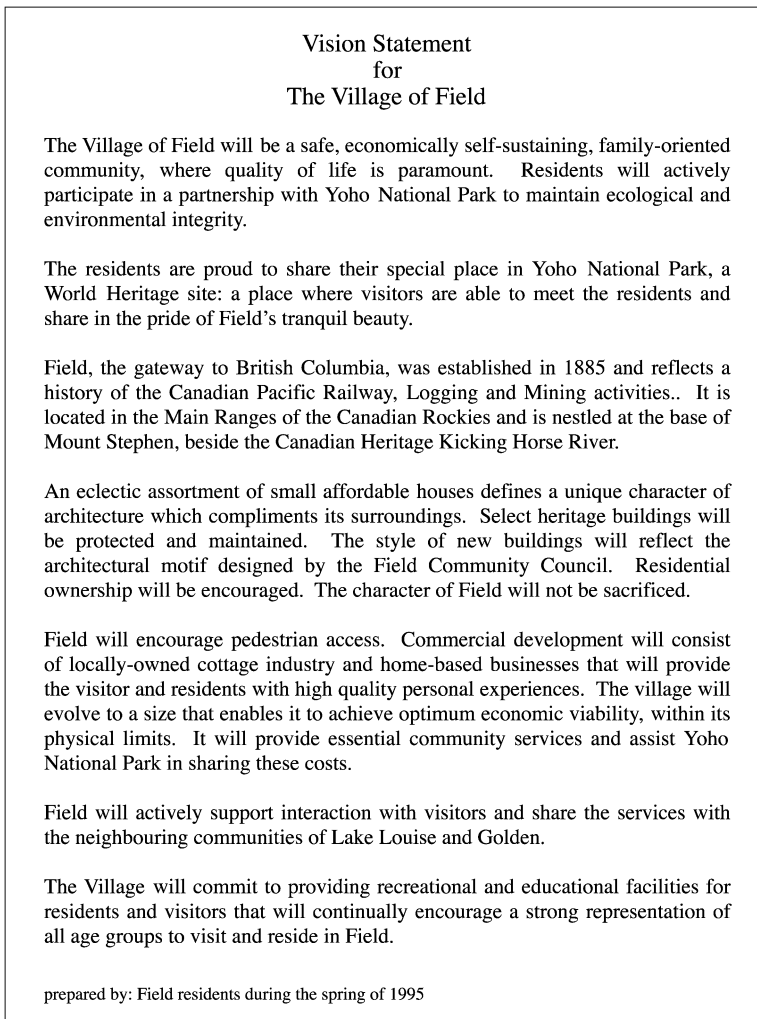 Vision Statement
for
The Village of Field
The Village of Field will be a safe, economically self-sustaining, family-oriented
community, where quality of life is paramount. Residents will actively
participate in a partnership with Yoho National Park to maintain ecological and
environmental integrity.
The residents are proud to share their special place in Yoho National Park, a
World Heritage site: a place where visitors are able to meet the residents and
share in the pride of Field's tranquil beauty.
Field, the gateway to British Columbia, was established in 1885 and reflects a
history of the Canadian Pacific Railway, Logging and Mining activities.. It is
located in the Main Ranges of the Canadian Rockies and is nestled at the base of
Mount Stephen, beside the Canadian Heritage Kicking Horse River.
An eclectic assortment of small affordable houses defines a unique character of
architecture which compliments its surroundings. Select heritage buildings will
be protected and maintained. The style of new buildings will reflect the
architectural motif designed by the Field Community Council. Residential
ownership will be encouraged. The character of Field will not be sacrificed.
Field will encourage pedestrian access. Commercial development will consist
of locally-owned cottage industry and home-based businesses that will provide
the visitor and residents with high quality personal experiences. The village will
evolve to a size that enables it to achieve optimum economic viability, within its
physical limits. It will provide essential community services and assist Yoho
National Park in sharing these costs.
Field will actively support interaction with visitors and share the services with
the neighbouring communities of Lake Louise and Golden.
The Village will commit to providing recreational and educational facilities for
residents and visitors that will continually encourage a strong representation of
all age groups to visit and reside in Field.
prepared by: Field residents during the spring of 1995